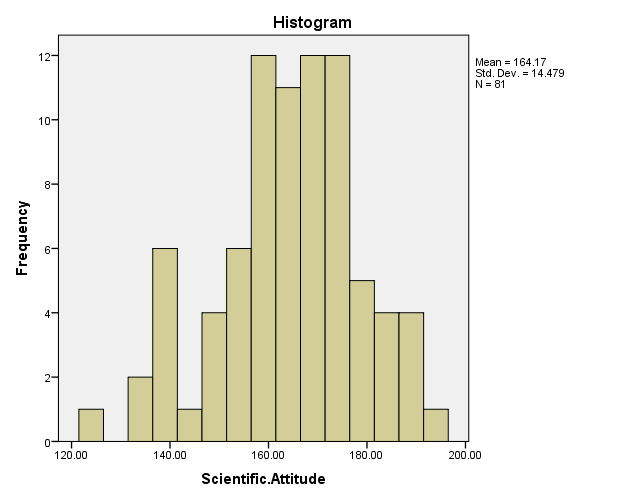 Histogram
Mean = 164.17
Std. Dev. = 14.479
N = 81
12
10
8
6
4
2
0
Frequency
120.00 140.00 160.00 180.00 200.00
Scientific.Attitude